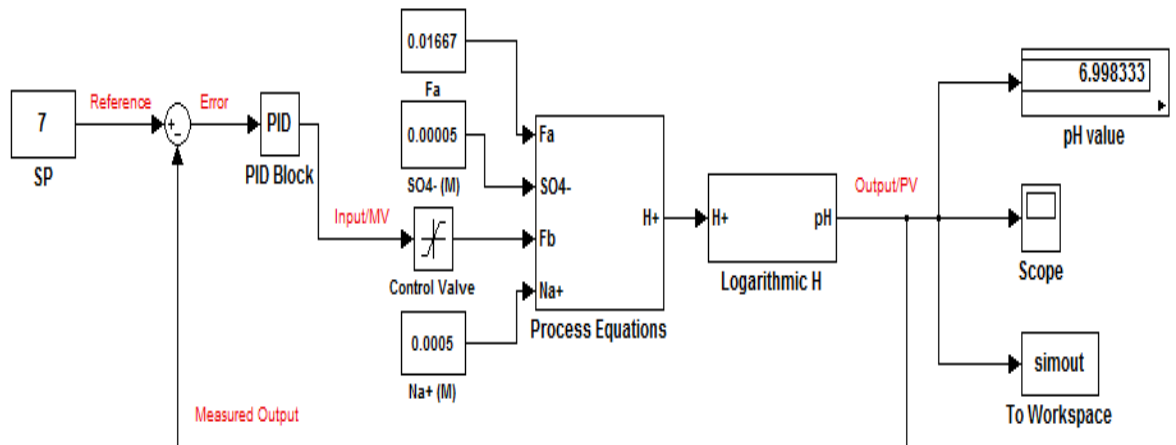 0.01667
Fa
6.998333
pH value
Reference
Error
7
SP
+
-
PID
PID Block
0.00005
SO4- (M)
Input/MV
Control Valve
0.0005
Na+ (M)
Fa
SO4-
Fb
Na+
H+
Process Equations
H+
pH
Logarithmic H
Output/PV
Scope
simout
To Workspace
Measured Output